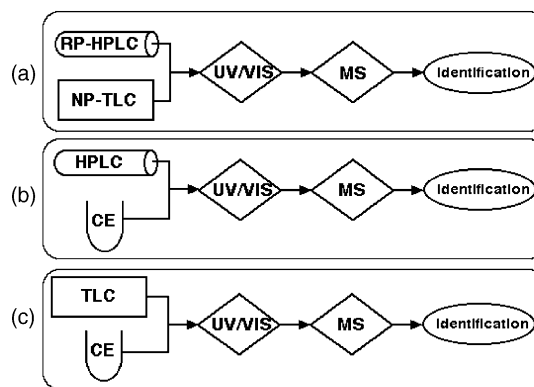 (a)
RP-HPLC
NP-TLC
UV/VIS
MS
Identification
(b)
HPLC
CE
UV/VIS
MS
Identification
(c)
TLC
CE
UV/VIS
MS
Identification